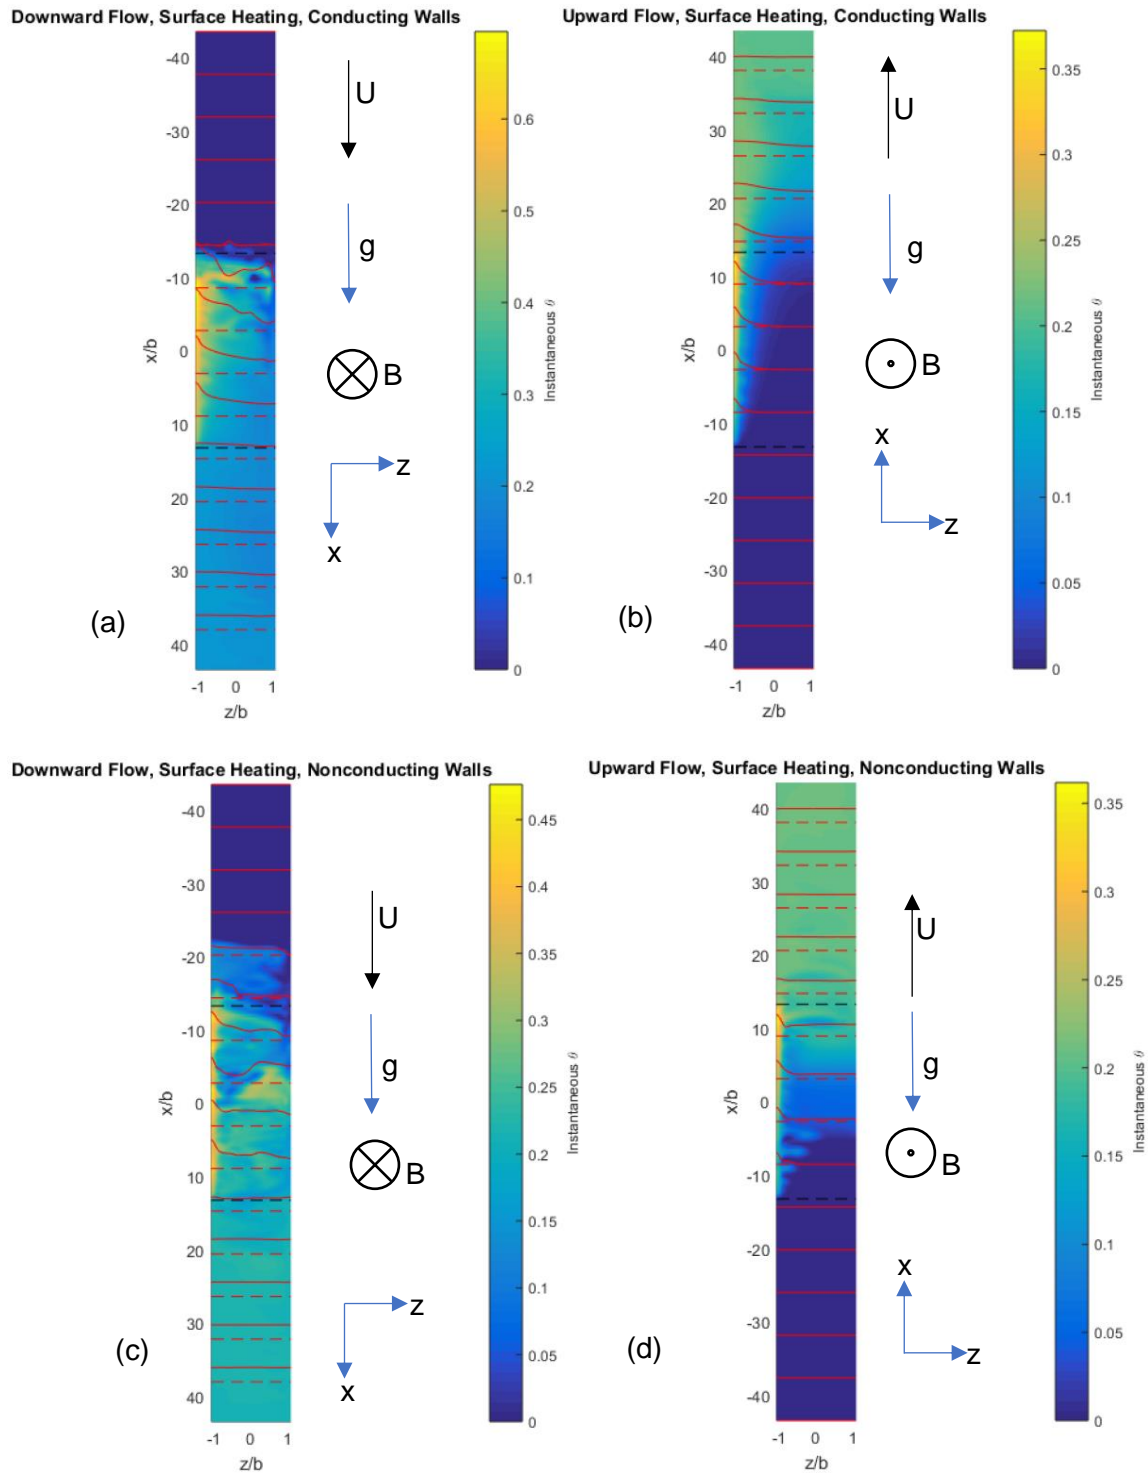 Downward Flow, Surface Heating, Conducting Walls
-40
-30
-20
-10
0
10
20
30
40
x/b
-1 0 1
z/b
U
g
B
z
x
(a)
0.6
0.5
0.4
0.3
0.2
0.1
0
Instantaneous θ
Upward Flow, Surface Heating, Conducting Walls
40
30
20
10
0
-10
-20
-30
-40
x/b
-1 0 1
z/b
U
g
B
x
z
(b)
0.35
0.3
0.25
0.2
0.15
0.1
0.05
0
Instantaneous θ
Downward Flow, Surface Heating, Nonconducting Walls
-40
-30
-20
-10
0
10
20
30
40
x/b
-1 0 1
z/b
U
g
B
z
x
(c)
0.45
0.4
0.35
0.3
0.25
0.2
0.15
0.1
0.05
0
Instantaneous θ
Upward Flow, Surface Heating, Nonconducting Walls
40
30
20
10
0
-10
-20
-30
-40
x/b
-1 0 1
z/b
U
g
B
x
z
(d)
0.35
0.3
0.25
0.2
0.15
0.1
0.05
0
Instantaneous θ